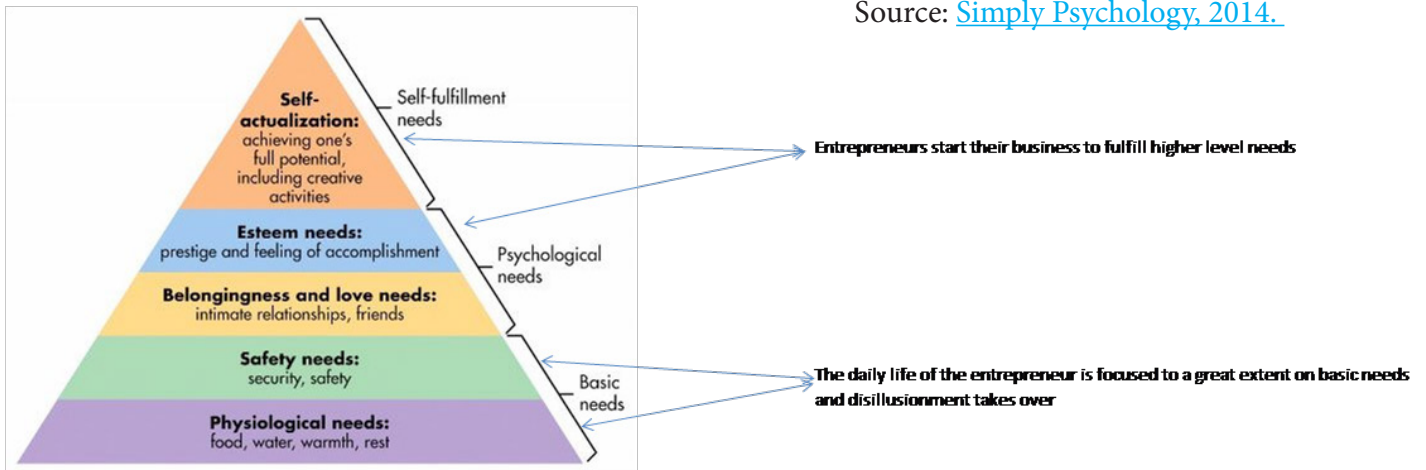 Source: Simply Psychology, 2014.
Self-
actualization:
achieving one's
full potential,
including creative
activities
Self-fulfillment
needs
Entrepreneurs start their business to fulfill higher level needs
Esteem needs:
prestige and feeling of accomplishment
Psychological
needs
Belongingness and love needs:
intimate relationships, friends
Safety needs:
security, safety
Basic
needs
The daily life of the entrepreneur is focused to a great extent on basic needs
and disillusionment takes over
Physiological needs:
food, water, warmth, rest